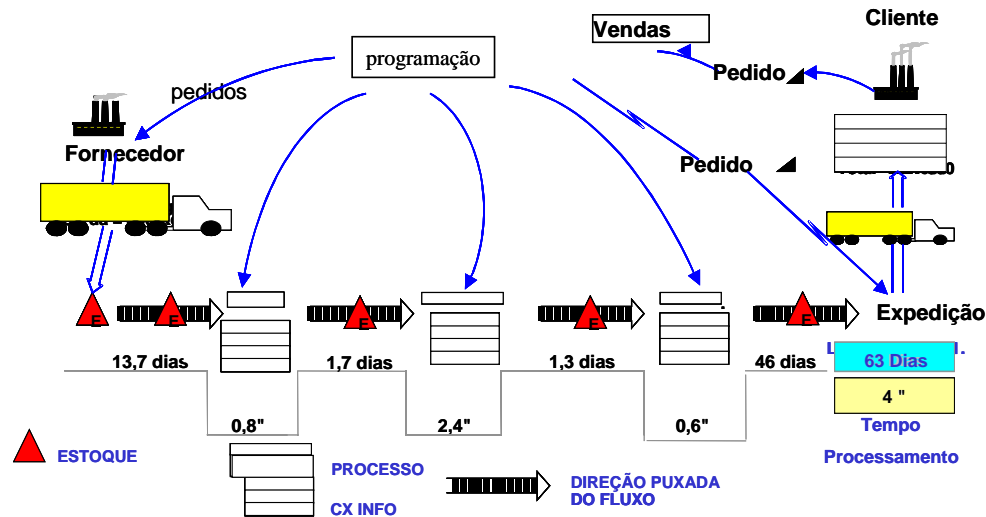 Cliente
Vendas
programação
Pedido
pedidos
Fornecedor
Pedido
E
E
E
E
E
Expedição
13,7 dias
1,7 dias
1,3 dias
46 dias
63 Dias
0,8"
2,4"
0,6"
4 "
Tempo
Processamento
ESTOQUE
PROCESSO
CX INFO
DIREÇÃO PUXADA
DO FLUXO